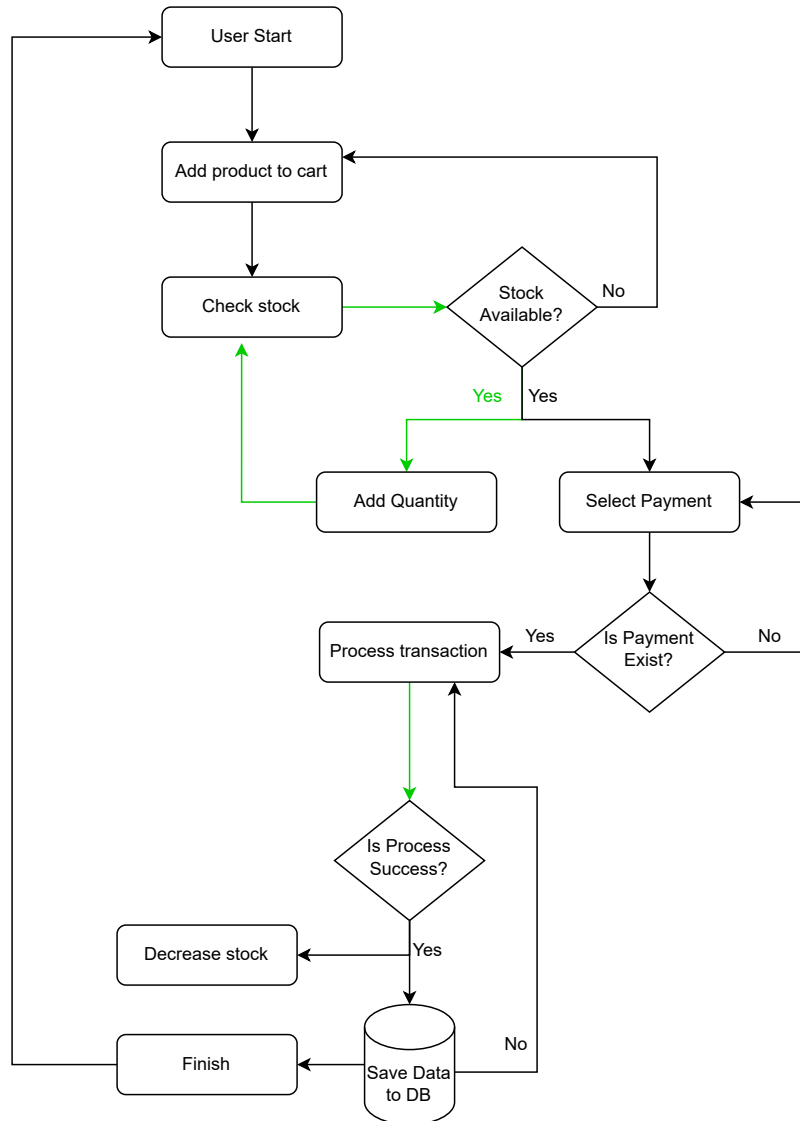 User Start
Add product to cart
Check stock
Stock
Available?
No
Yes
Yes
Add Quantity
Select Payment
Process transaction
Yes
Is Payment
Exist?
No
Is Process
Success?
Decrease stock
Yes
Finish
Save Data
to DB
No